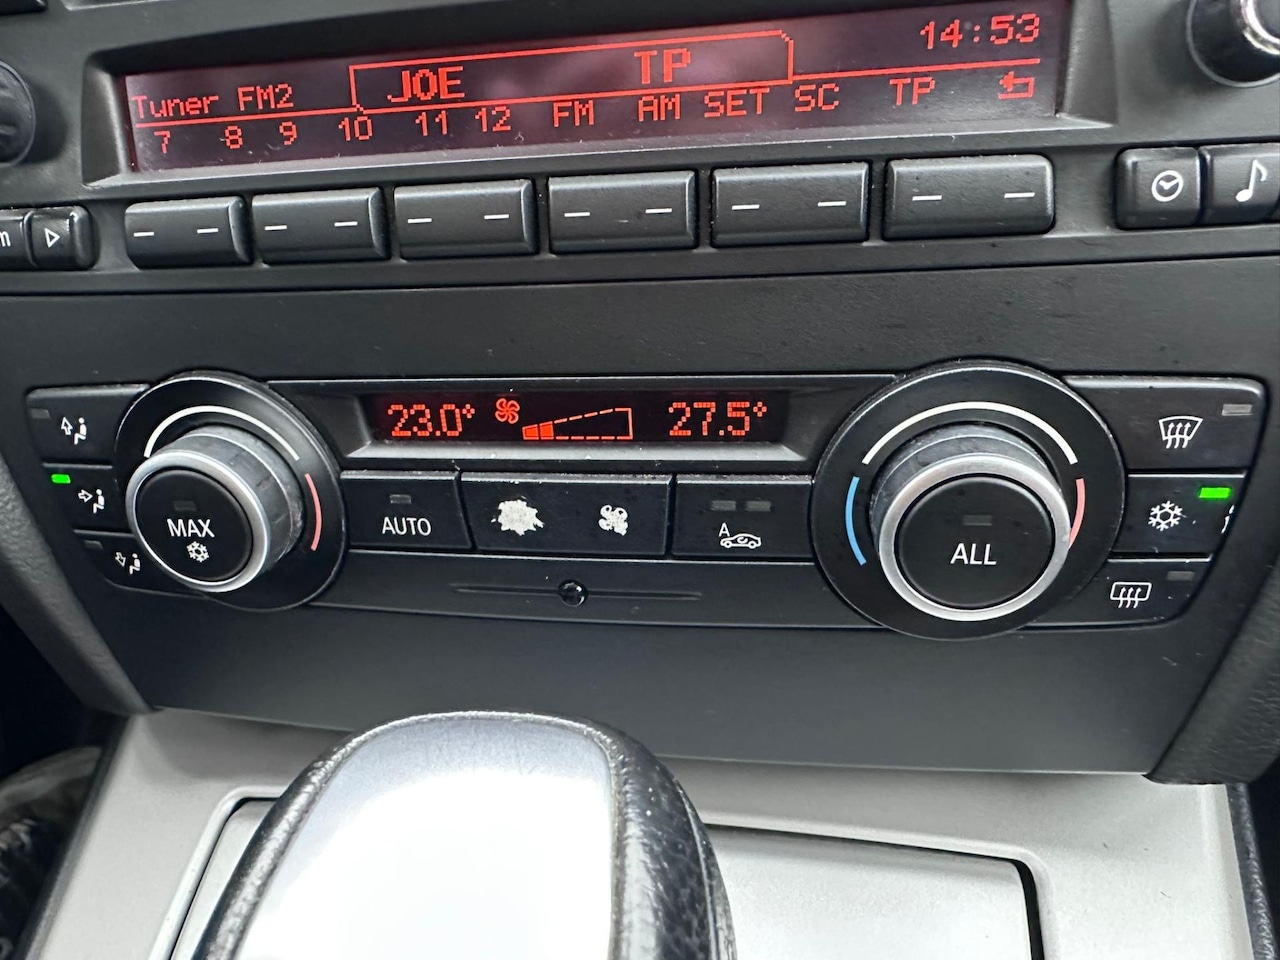 14:53
Tuner FM2 JOE TP
7 8 9 10 11 12 FM AM SET SC TP
23.0° 27.5°
MAX
AUTO
A
ALL